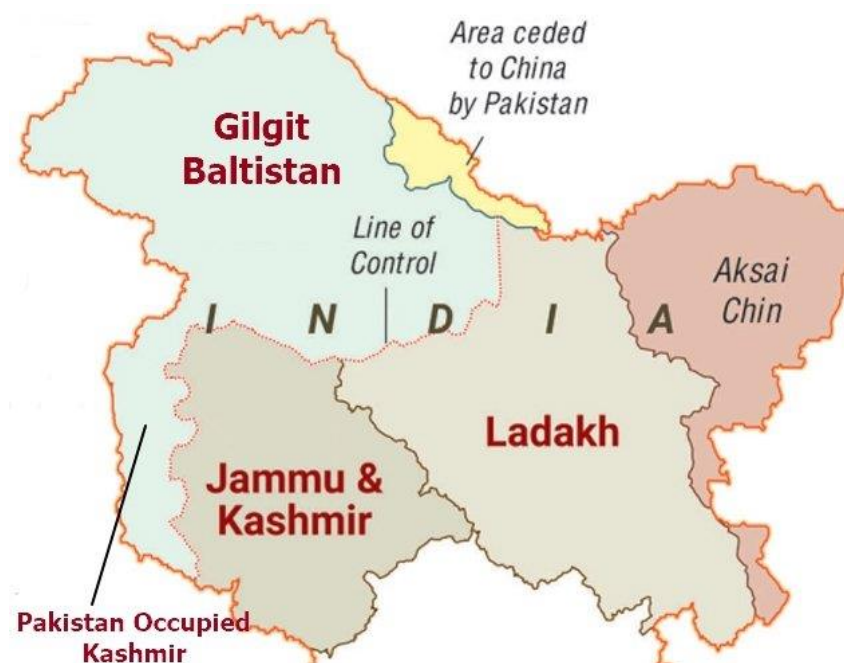 Area ceded
to China
by Pakistan
Gilgit
Baltistan
Line of
Control
Aksai
Chin
I N D I A
Ladakh
Jammu &
Kashmir
Pakistan Occupied
Kashmir